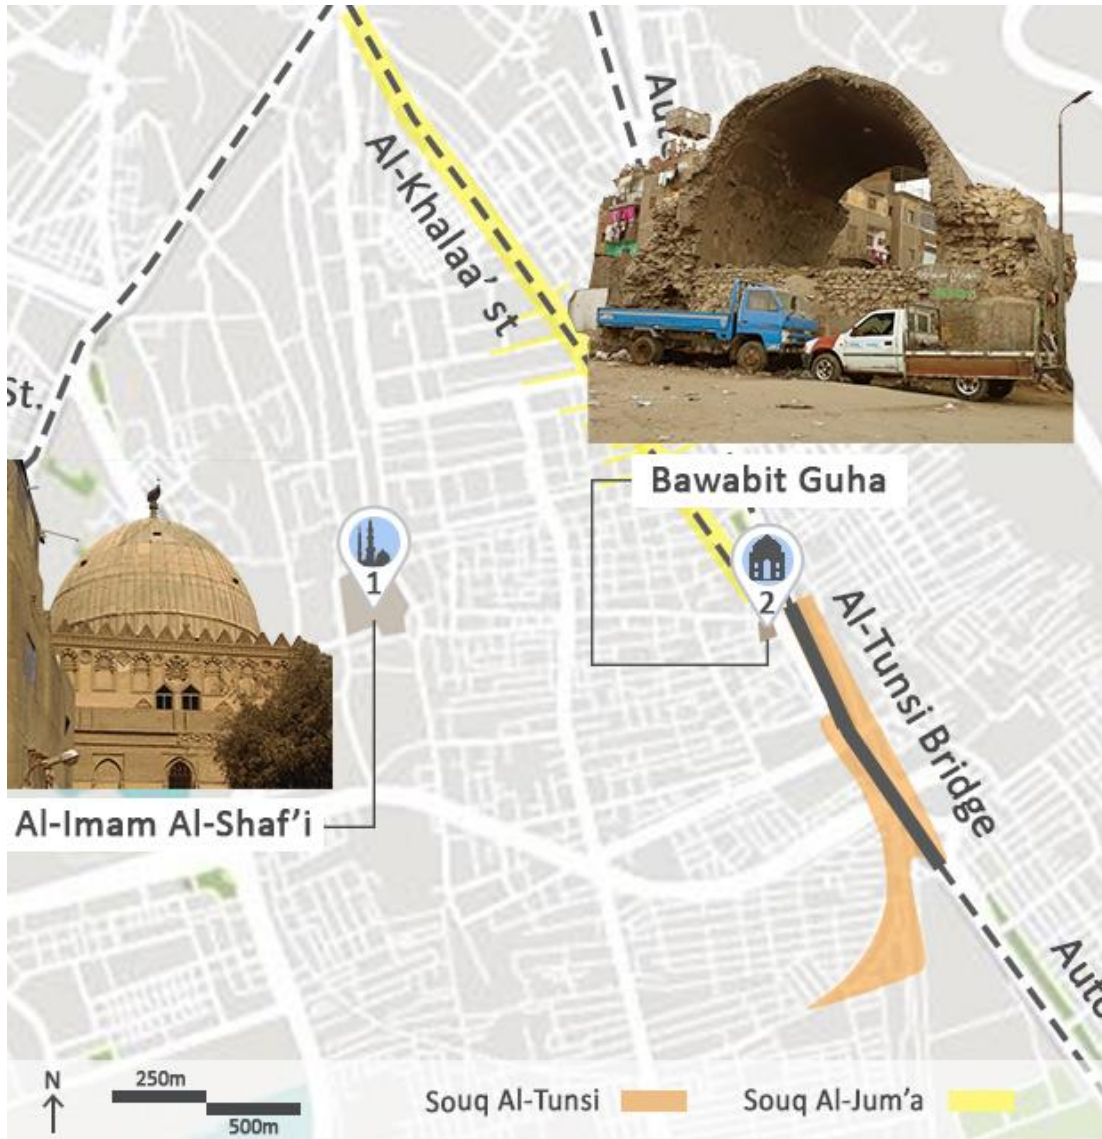 Auto
Al-Khalaa' st
St.
Bawabit Guha
1
2
Al-Tunsi Bridge
Al-Imam Al-Shaf'i
Auto
N
250m
500m
Souq Al-Tunsi
Souq Al-Jum'a